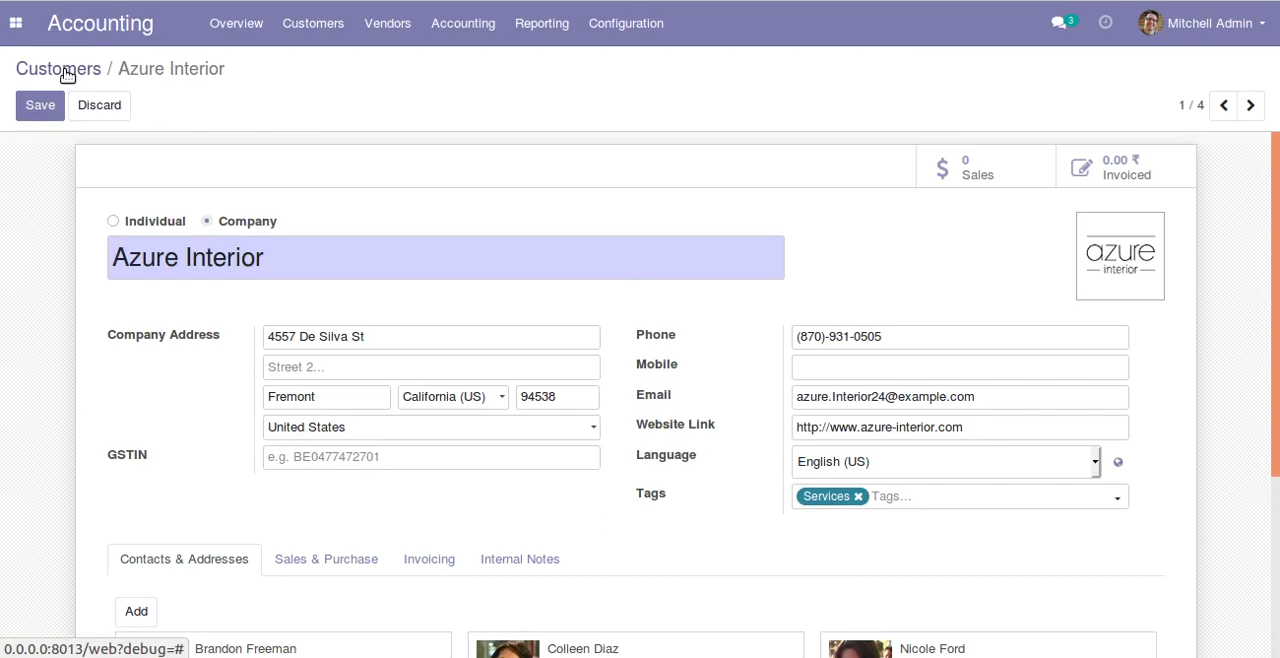 Accounting Overview Customers Vendors Accounting Reporting Configuration 3 Mitchell Admin
Customers / Azure Interior
Save Discard 1 / 4
$ 0 Sales
0.00 ₹ Invoiced
Individual Company
Azure Interior
azure
interior
Company Address 4557 De Silva St Phone (870)-931-0505
Street 2... Mobile
Fremont California (US) 94538 Email azure.Interior24@example.com
United States Website Link http://www.azure-interior.com
GSTIN e.g. BE0477472701 Language English (US)
Tags Services Tags...
Contacts & Addresses Sales & Purchase Invoicing Internal Notes
Add
0.0.0.0:8013/web?debug=# Brandon Freeman Colleen Diaz Nicole Ford